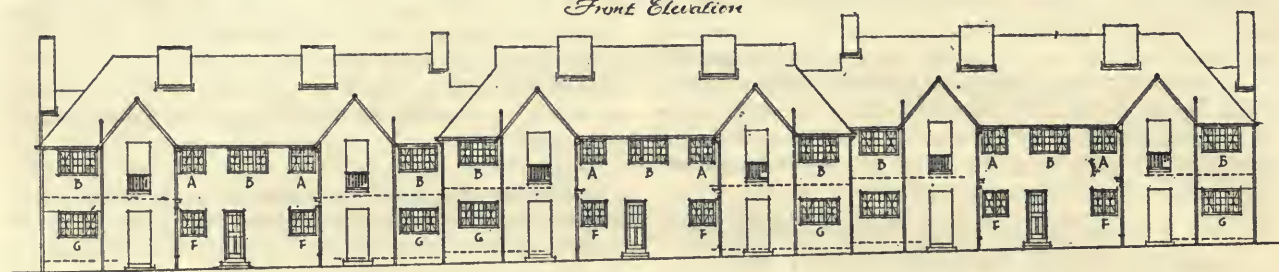 Front Elevation
B A B A B B A B A B B A B A B
G F F G G F F G G F F G